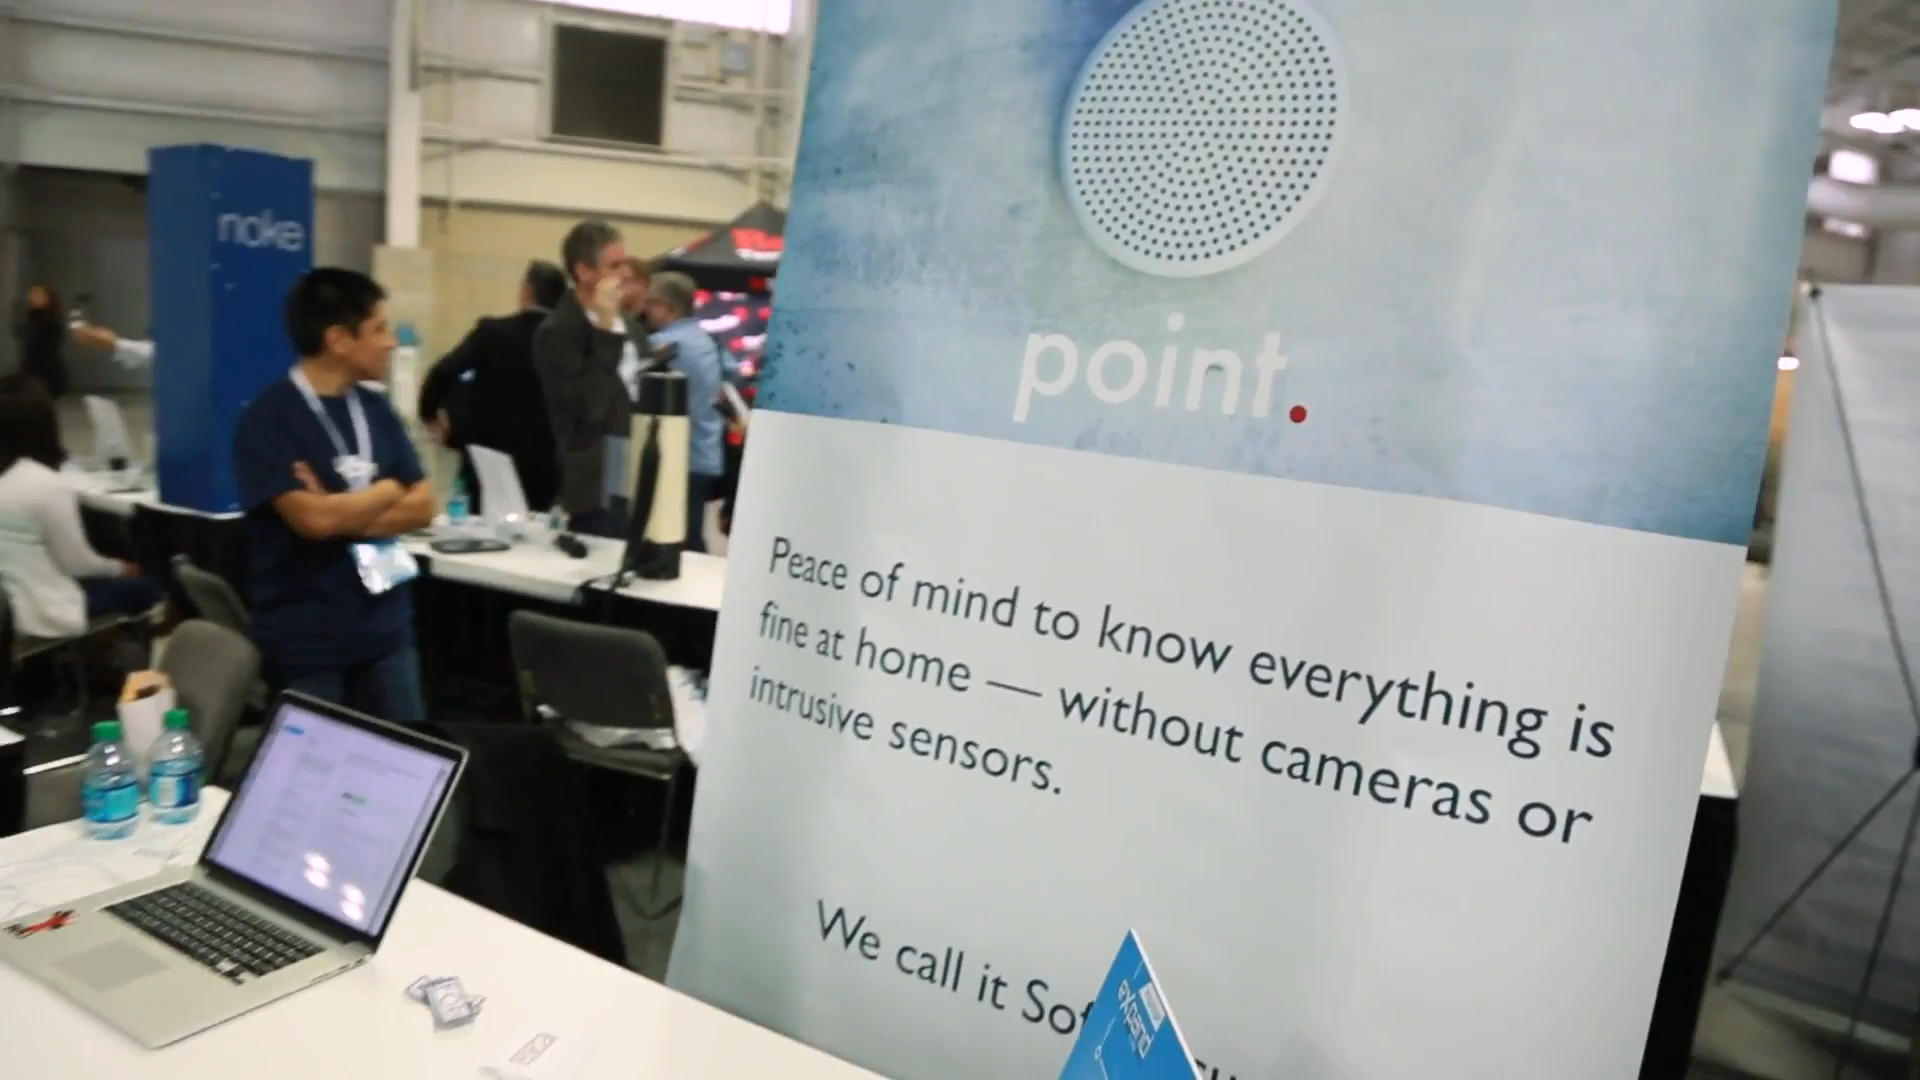 noke
point.
Peace of mind to know everything is
fine at home — without cameras or
intrusive sensors.
We call it
expand